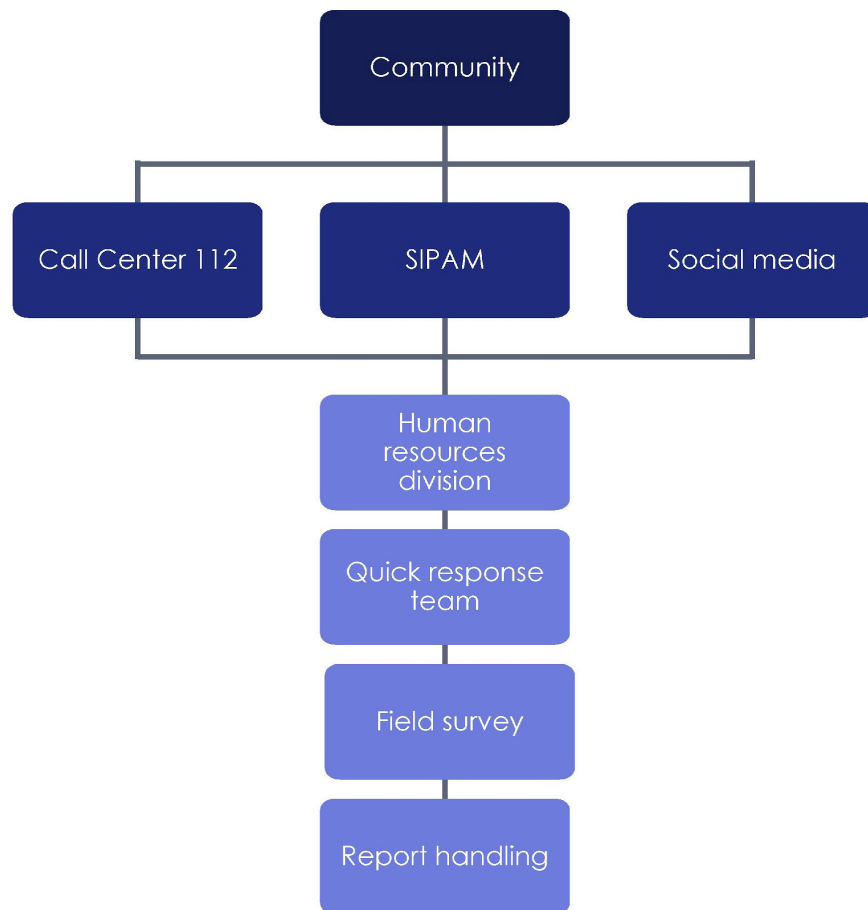 Community
Call Center 112
SIPAM
Social media
Human
resources
division
Quick response
team
Field survey
Report handling